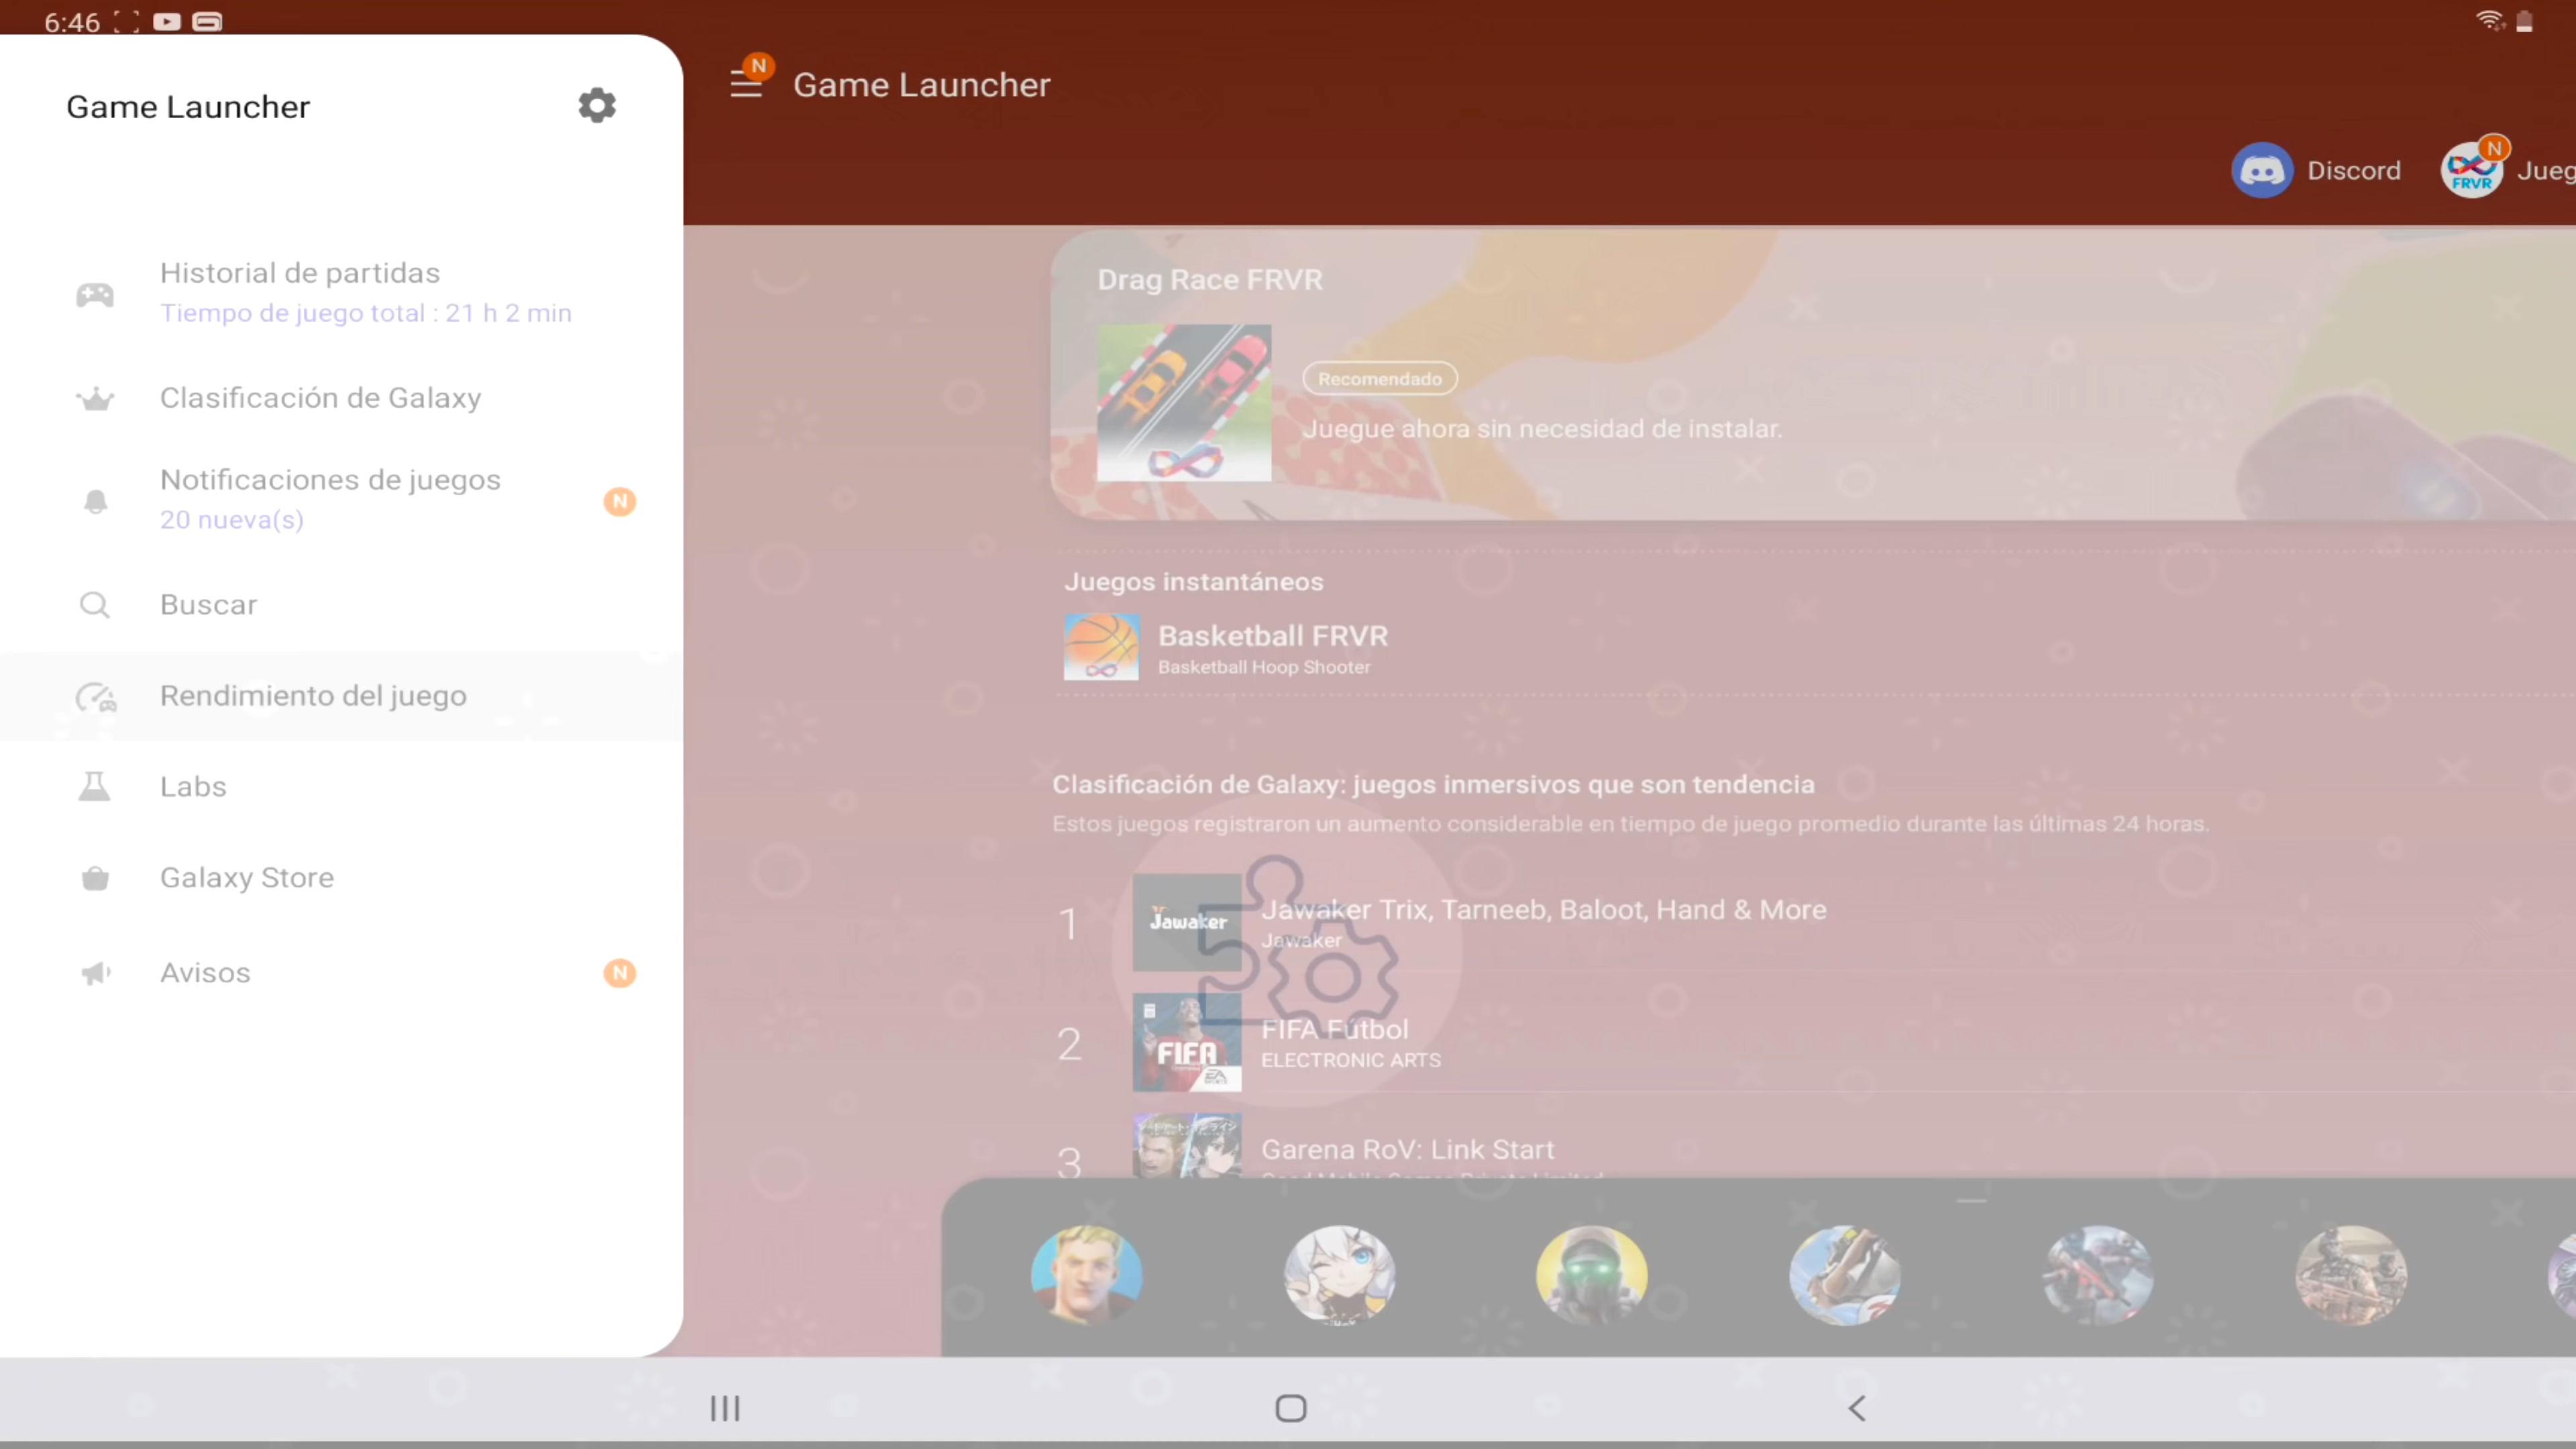 6:46
Game Launcher
Historial de partidas
Tiempo de juego total : 21 h 2 min
Clasificación de Galaxy
Notificaciones de juegos
20 nueva(s)
N
Buscar
Rendimiento del juego
Labs
Galaxy Store
Avisos
N
N
Game Launcher
Discord
N
FRVR
Jueg
Drag Race FRVR
Recomendado
Juegue ahora sin necesidad de instalar.
Juegos instantáneos
Basketball FRVR
Basketball Hoop Shooter
Clasificación de Galaxy: juegos inmersivos que son tendencia
Estos juegos registraron un aumento considerable en tiempo de juego promedio durante las últimas 24 horas.
1
Jawaker
Jawaker Trix, Tarneeb, Baloot, Hand & More
Jawaker
2
FIFA
EA
SPORTS
FIFA Fútbol
ELECTRONIC ARTS
3
Garena RoV: Link Start